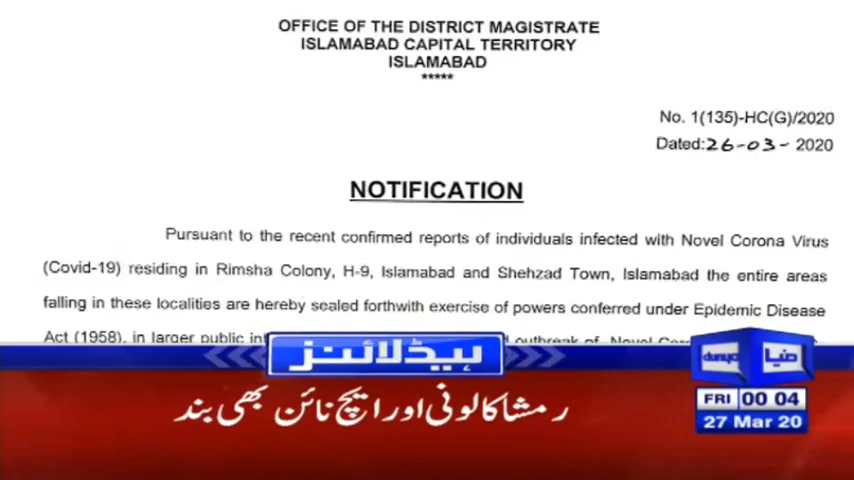 OFFICE OF THE DISTRICT MAGISTRATE
ISLAMABAD CAPITAL TERRITORY
ISLAMABAD
*****
No. 1(135)-HC(G)/2020
Dated:26-03- 2020
NOTIFICATION
Pursuant to the recent confirmed reports of individuals infected with Novel Corona Virus
(Covid-19) residing in Rimsha Colony, H-9, Islamabad and Shehzad Town, Islamabad the entire areas
falling in these localities are hereby sealed forthwith exercise of powers conferred under Epidemic Disease
Act (1958), in larger public outbreak of Novel
ہیڈلائنز
dunya دنیا
رمشا کالونی اور ایچ نائن بھی بند
FRI 00 04
27 Mar 20